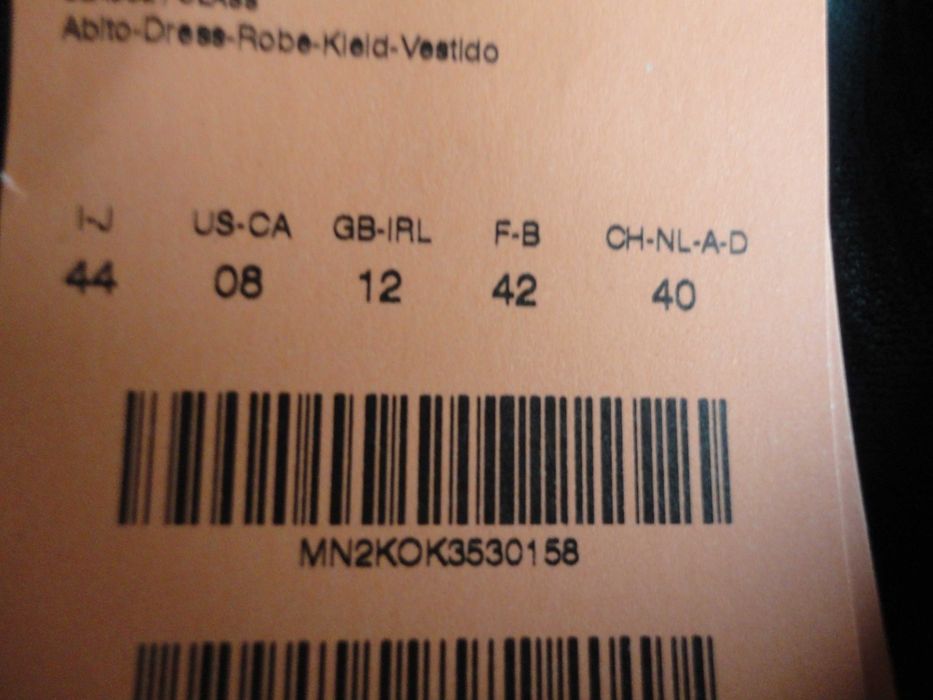 Abito-Dress-Robe-Kleid-Vestido
I-J US-CA GB-IRL F-B CH-NL-A-D
44 08 12 42 40
MN2KOK3530158